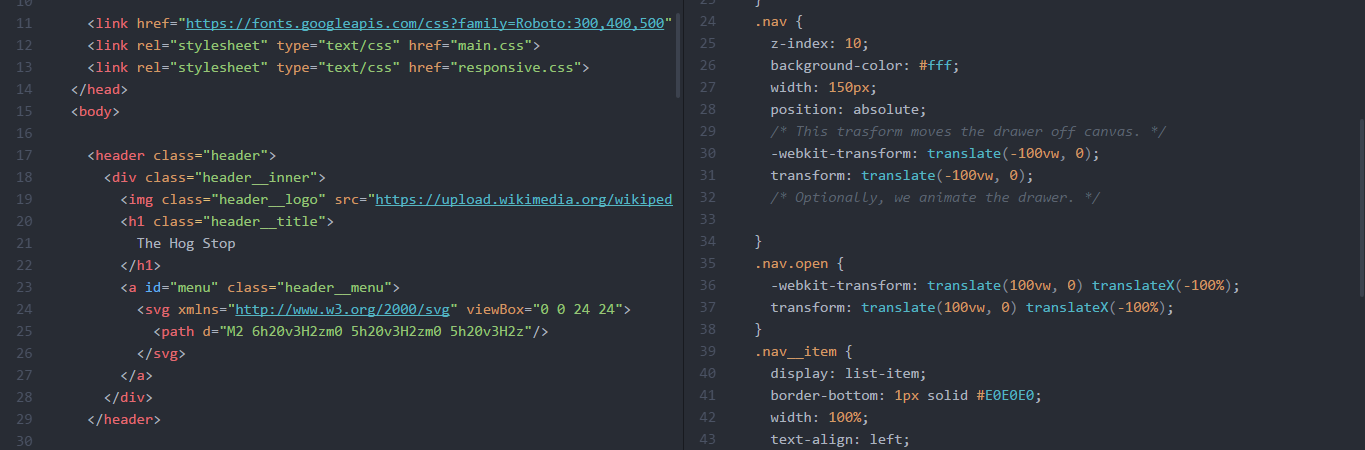 10
11 <link href="https://fonts.googleapis.com/css?family=Roboto:300,400,500"
12 <link rel="stylesheet" type="text/css" href="main.css">
13 <link rel="stylesheet" type="text/css" href="responsive.css">
14 </head>
15 <body>
16
17 <header class="header">
18 <div class="header__inner">
19 <img class="header__logo" src="https://upload.wikimedia.org/wikiped
20 <h1 class="header__title">
21 The Hog Stop
22 </h1>
23 <a id="menu" class="header__menu">
24 <svg xmlns="http://www.w3.org/2000/svg" viewBox="0 0 24 24">
25 <path d="M2 6h20v3H2zm0 5h20v3H2zm0 5h20v3H2z"/>
26 </svg>
27 </a>
28 </div>
29 </header>
30
23 }
24 .nav {
25 z-index: 10;
26 background-color: #fff;
27 width: 150px;
28 position: absolute;
29 /* This trasform moves the drawer off canvas. */
30 -webkit-transform: translate(-100vw, 0);
31 transform: translate(-100vw, 0);
32 /* Optionally, we animate the drawer. */
33
34 }
35 .nav.open {
36 -webkit-transform: translate(100vw, 0) translateX(-100%);
37 transform: translate(100vw, 0) translateX(-100%);
38 }
39 .nav__item {
40 display: list-item;
41 border-bottom: 1px solid #E0E0E0;
42 width: 100%;
43 text-align: left;